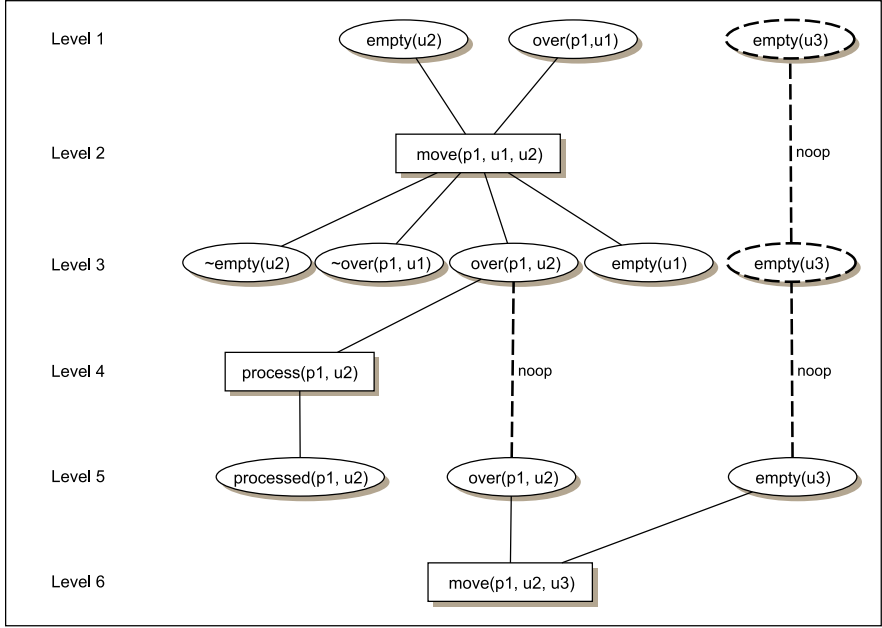 Level 1 empty(u2) over(p1,u1) empty(u3)
Level 2 move(p1, u1, u2) noop
Level 3 ~empty(u2) ~over(p1, u1) over(p1, u2) empty(u1) empty(u3)
Level 4 process(p1, u2) noop noop
Level 5 processed(p1, u2) over(p1, u2) empty(u3)
Level 6 move(p1, u2, u3)